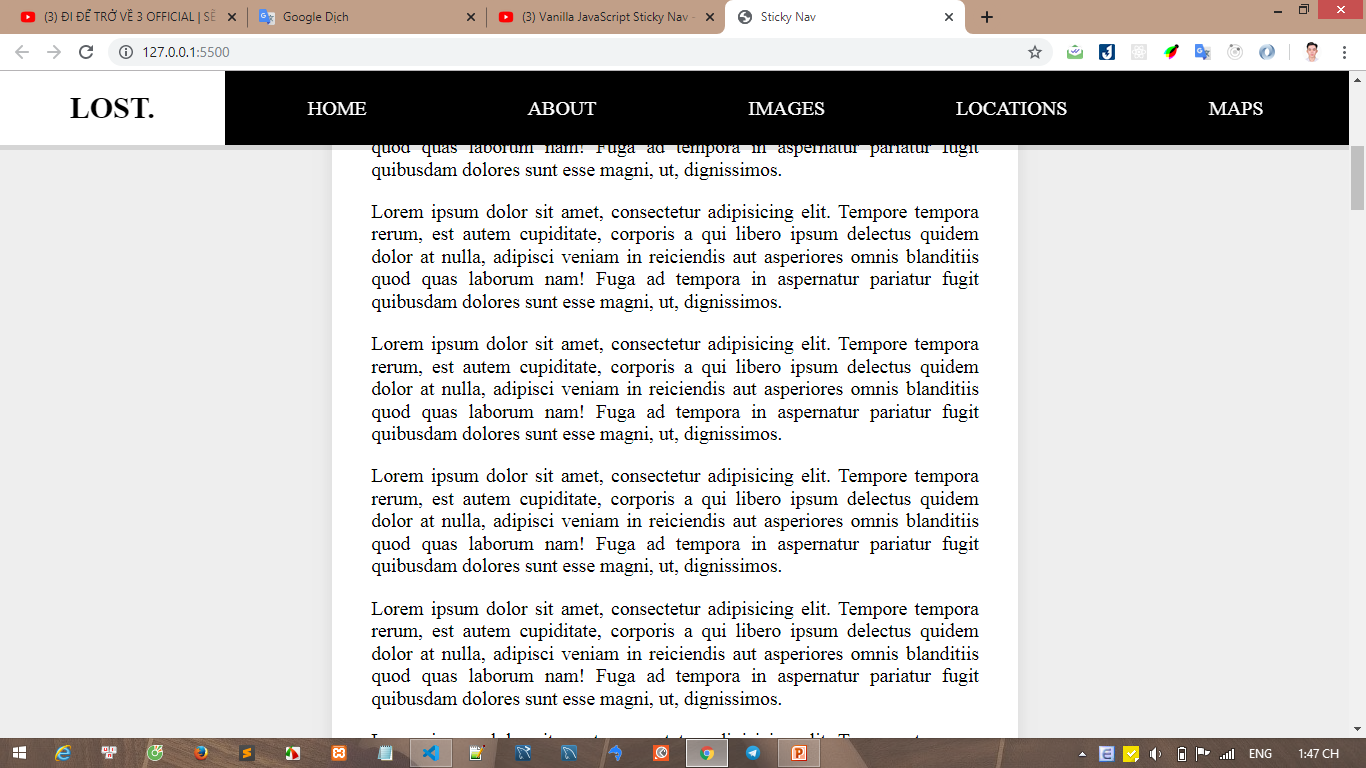 (3) ĐI ĐỂ TRỞ VỀ 3 OFFICIAL | SỀ
Google Dịch
(3) Vanilla JavaScript Sticky Nav -
Sticky Nav
127.0.0.1:5500
LOST.
HOME
ABOUT
IMAGES
LOCATIONS
MAPS
quod quas laborum nam! Fuga ad tempora in aspernatur pariatur fugit
quibusdam dolores sunt esse magni, ut, dignissimos.
Lorem ipsum dolor sit amet, consectetur adipisicing elit. Tempore tempora
rerum, est autem cupiditate, corporis a qui libero ipsum delectus quidem
dolor at nulla, adipisci veniam in reiciendis aut asperiores omnis blanditiis
quod quas laborum nam! Fuga ad tempora in aspernatur pariatur fugit
quibusdam dolores sunt esse magni, ut, dignissimos.
Lorem ipsum dolor sit amet, consectetur adipisicing elit. Tempore tempora
rerum, est autem cupiditate, corporis a qui libero ipsum delectus quidem
dolor at nulla, adipisci veniam in reiciendis aut asperiores omnis blanditiis
quod quas laborum nam! Fuga ad tempora in aspernatur pariatur fugit
quibusdam dolores sunt esse magni, ut, dignissimos.
Lorem ipsum dolor sit amet, consectetur adipisicing elit. Tempore tempora
rerum, est autem cupiditate, corporis a qui libero ipsum delectus quidem
dolor at nulla, adipisci veniam in reiciendis aut asperiores omnis blanditiis
quod quas laborum nam! Fuga ad tempora in aspernatur pariatur fugit
quibusdam dolores sunt esse magni, ut, dignissimos.
Lorem ipsum dolor sit amet, consectetur adipisicing elit. Tempore tempora
rerum, est autem cupiditate, corporis a qui libero ipsum delectus quidem
dolor at nulla, adipisci veniam in reiciendis aut asperiores omnis blanditiis
quod quas laborum nam! Fuga ad tempora in aspernatur pariatur fugit
quibusdam dolores sunt esse magni, ut, dignissimos.
ENG
1:47 CH